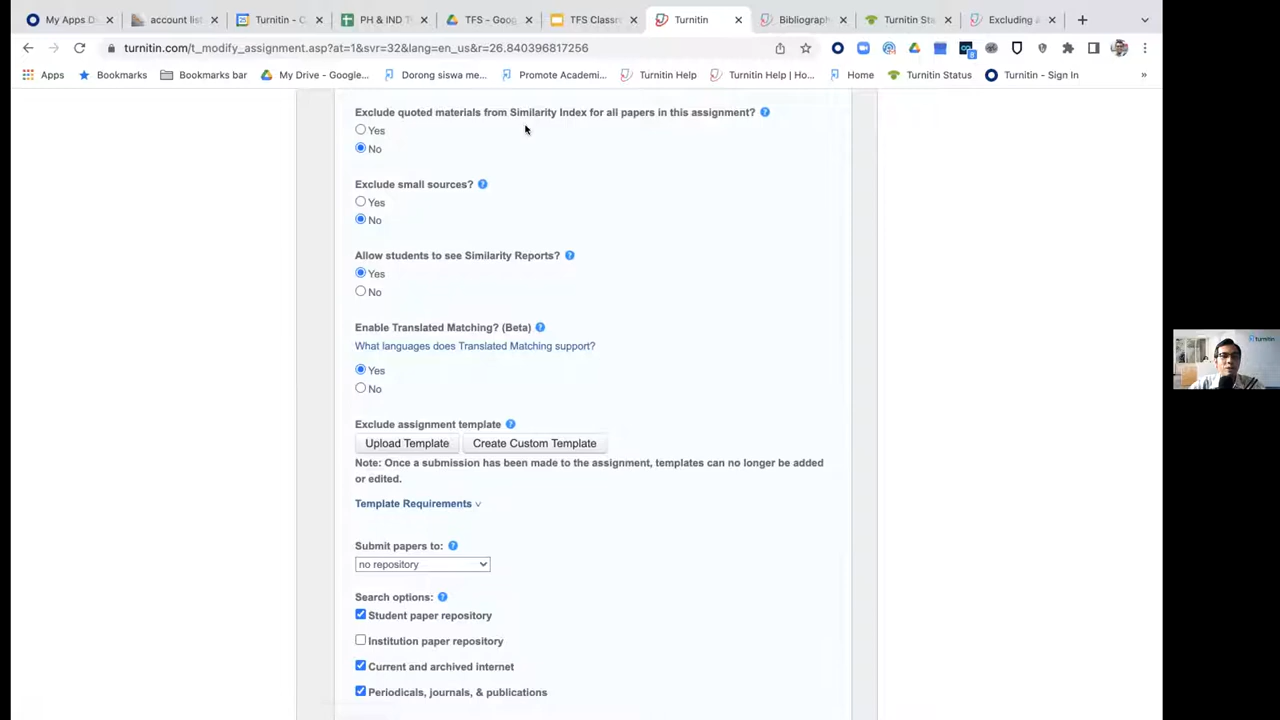 My Apps Da
account list
Turnitin - C
PH & IND T
TFS - Goog
TFS Classro
Turnitin
Bibliograph
Turnitin Sta
Excluding a
turnitin.com/t_modify_assignment.asp?at=1&svr=32&lang=en_us&r=26.840396817256
8
Apps
Bookmarks
Bookmarks bar
My Drive - Google...
Dorong siswa me...
Promote Academi...
Turnitin Help
Turnitin Help | Ho...
Home
Turnitin Status
Turnitin - Sign In
»
Exclude quoted materials from Similarity Index for all papers in this assignment? ?
Yes
No
Exclude small sources? ?
Yes
No
Allow students to see Similarity Reports? ?
Yes
No
Enable Translated Matching? (Beta) ?
What languages does Translated Matching support?
Yes
No
Exclude assignment template ?
Upload Template
Create Custom Template
Note: Once a submission has been made to the assignment, templates can no longer be added
or edited.
Template Requirements
Submit papers to: ?
no repository
Search options: ?
Student paper repository
Institution paper repository
Current and archived internet
Periodicals, journals, & publications
turnitin